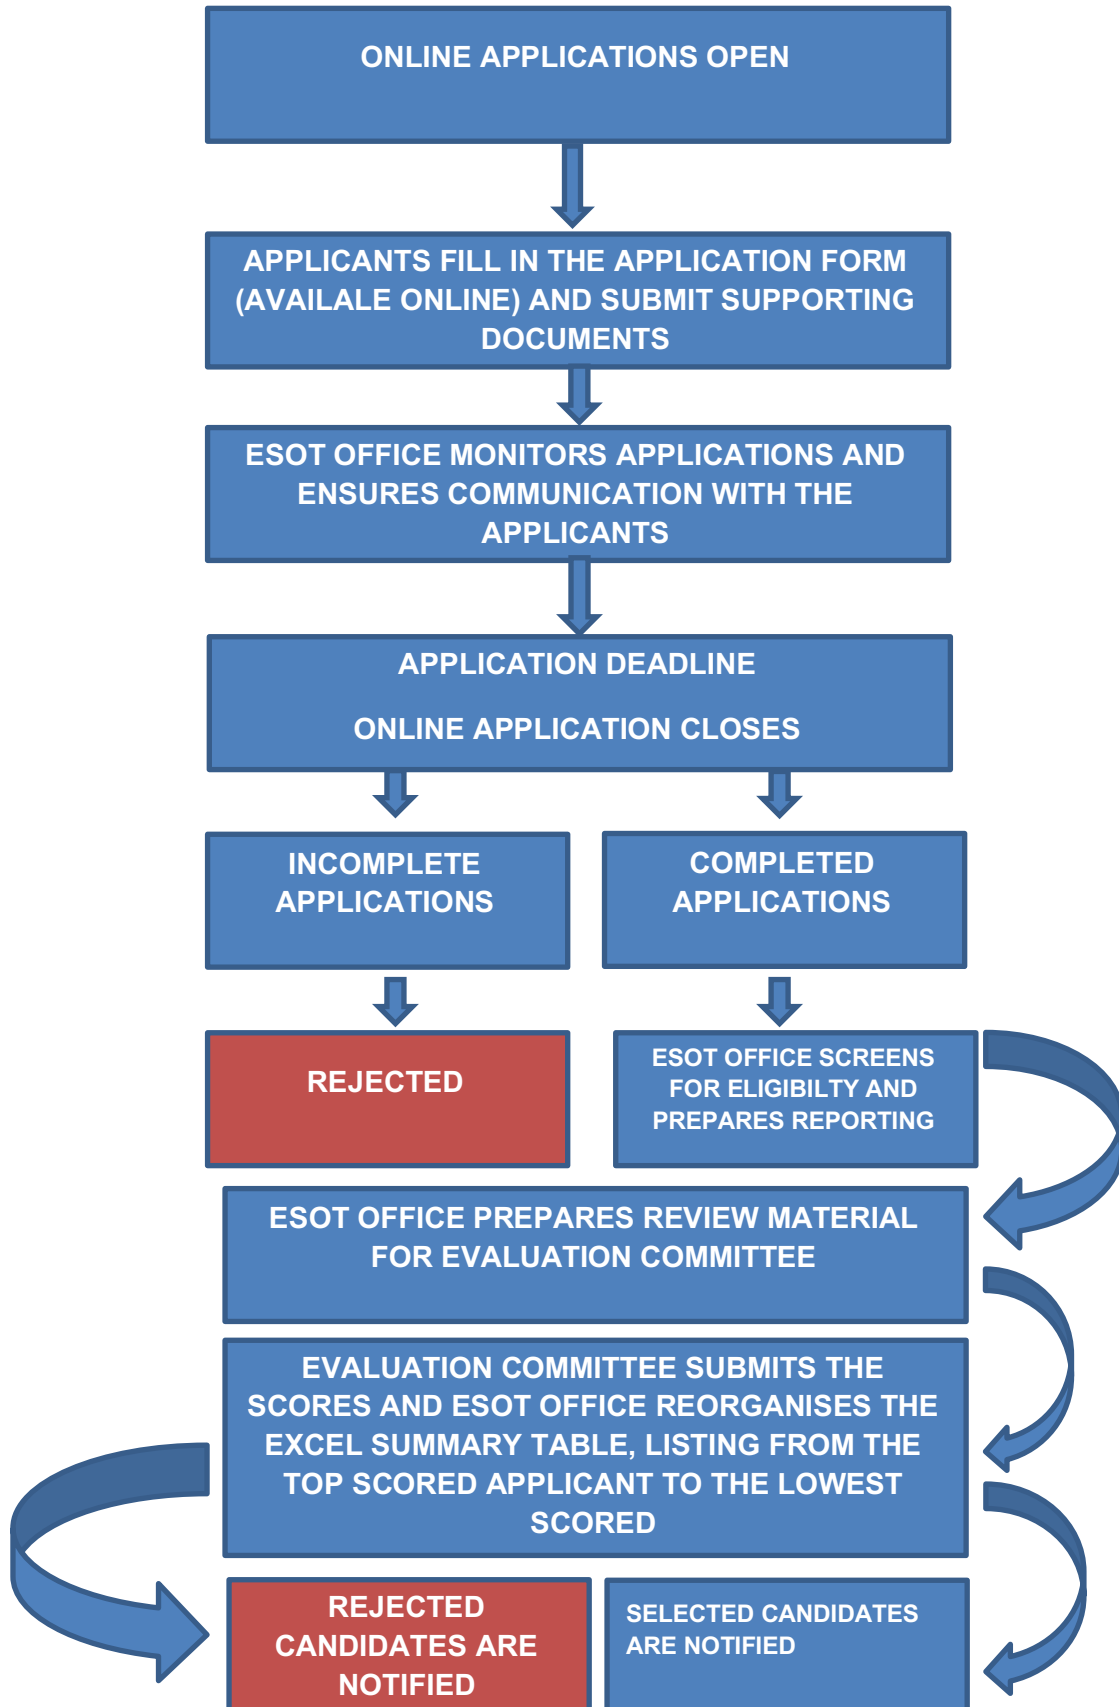 ONLINE APPLICATIONS OPEN
APPLICANTS FILL IN THE APPLICATION FORM
(AVAILALE ONLINE) AND SUBMIT SUPPORTING
DOCUMENTS
ESOT OFFICE MONITORS APPLICATIONS AND
ENSURES COMMUNICATION WITH THE
APPLICANTS
APPLICATION DEADLINE
ONLINE APPLICATION CLOSES
INCOMPLETE
APPLICATIONS
COMPLETED
APPLICATIONS
REJECTED
ESOT OFFICE SCREENS
FOR ELIGIBILTY AND
PREPARES REPORTING
ESOT OFFICE PREPARES REVIEW MATERIAL
FOR EVALUATION COMMITTEE
EVALUATION COMMITTEE SUBMITS THE
SCORES AND ESOT OFFICE REORGANISES THE
EXCEL SUMMARY TABLE, LISTING FROM THE
TOP SCORED APPLICANT TO THE LOWEST
SCORED
REJECTED
CANDIDATES ARE
NOTIFIED
SELECTED CANDIDATES
ARE NOTIFIED